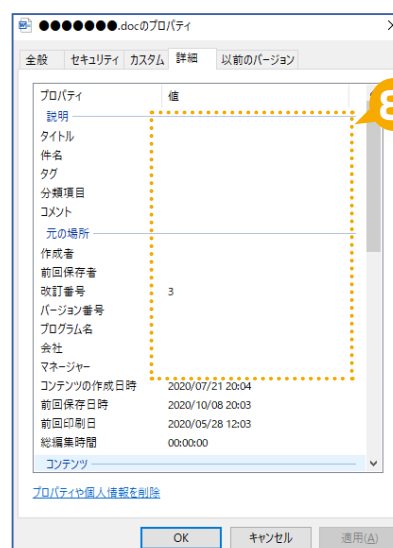 ●●●●●●●.docのプロパティ
全般 セキュリティ カスタム 詳細 以前のバージョン
プロパティ 値
説明
タイトル
件名
タグ
分類項目
コメント
元の場所
作成者
前回保存者
改訂番号 3
バージョン番号
プログラム名
会社
マネージャー
コンテンツの作成日時 2020/07/21 20:04
前回保存日時 2020/10/08 20:03
前回印刷日 2020/05/28 12:03
総編集時間 00:00:00
コンテンツ
プロパティや個人情報を削除
OK キャンセル 適用(A)
8